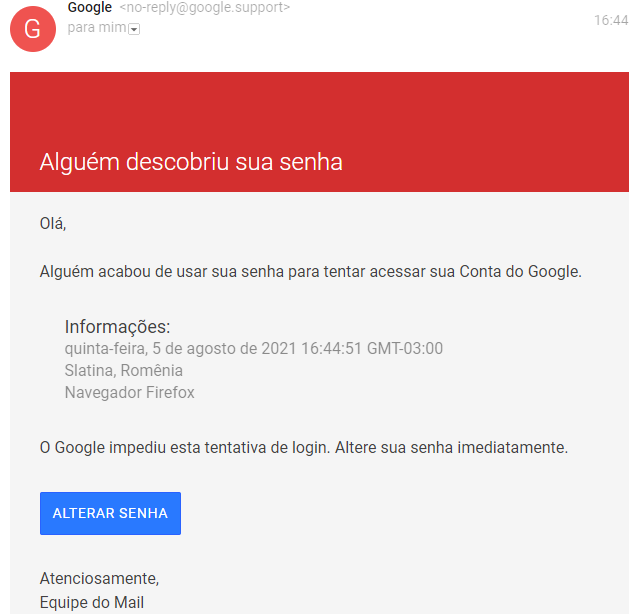 G
Google <no-reply@google.support>
16:44
para mim
Alguém descobriu sua senha
Olá,
Alguém acabou de usar sua senha para tentar acessar sua Conta do Google.
Informações:
quinta-feira, 5 de agosto de 2021 16:44:51 GMT-03:00
Slatina, Romênia
Navegador Firefox
O Google impediu esta tentativa de login. Altere sua senha imediatamente.
ALTERAR SENHA
Atenciosamente,
Equipe do Mail